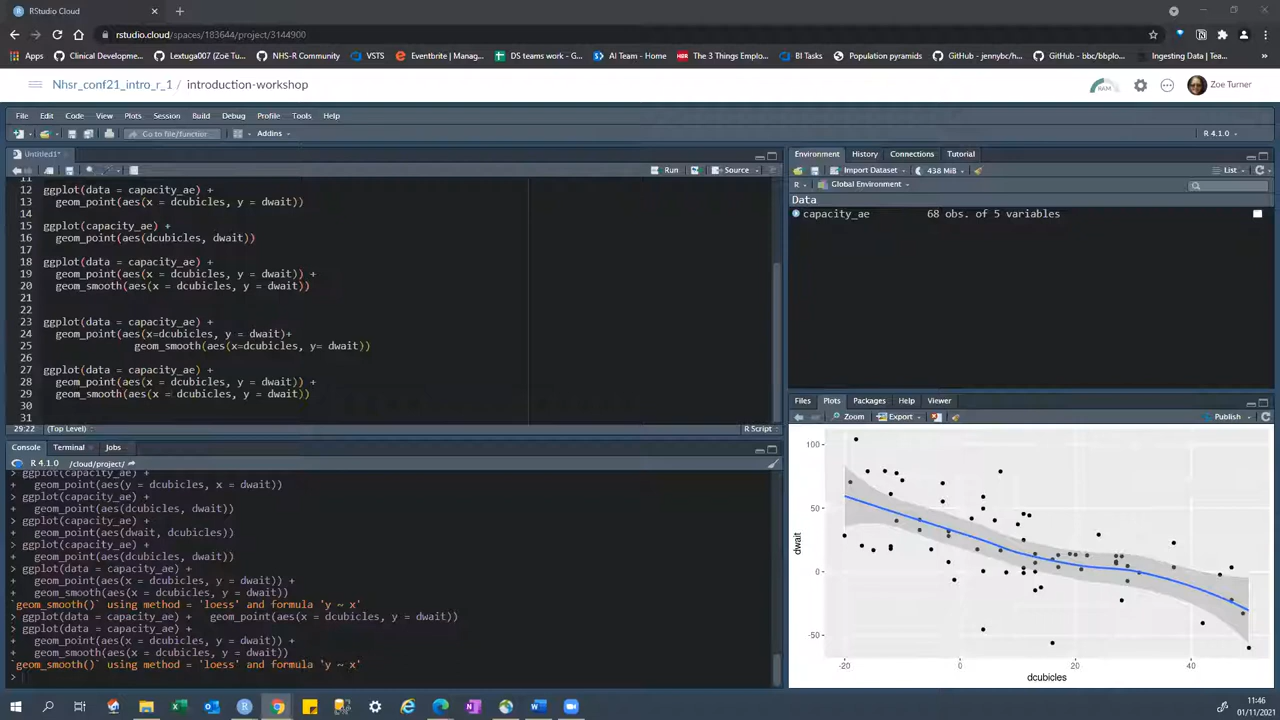 RStudio Cloud
rstudio.cloud/spaces/183644/project/3144900
Apps Clinical Developme... Lextuga007 (Zoë Tu... NHS-R Community VSTS Eventbrite | Manag... DS teams work - G... AI Team - Home The 3 Things Emplo... BI Tasks Population pyramids GitHub - jennybc/h... GitHub - bbc/bbplo... Ingesting Data | Tea...
Nhsr_conf21_intro_r_1 / introduction-workshop
RAM
Zoe Turner
File Edit Code View Plots Session Build Debug Profile Tools Help
Go to file/function Addins R 4.1.0
Untitled1*
Run Source
12 ggplot(data = capacity_ae) +
13 geom_point(aes(x = dcubicles, y = dwait))
14
15 ggplot(capacity_ae) +
16 geom_point(aes(dcubicles, dwait))
17
18 ggplot(data = capacity_ae) +
19 geom_point(aes(x = dcubicles, y = dwait)) +
20 geom_smooth(aes(x = dcubicles, y = dwait))
21
22
23 ggplot(data = capacity_ae) +
24 geom_point(aes(x=dcubicles, y = dwait)+
25 geom_smooth(aes(x=dcubicles, y= dwait))
26
27 ggplot(data = capacity_ae) +
28 geom_point(aes(x = dcubicles, y = dwait)) +
29 geom_smooth(aes(x = dcubicles, y = dwait))
30
31
29:22 (Top Level) R Script
Console Terminal Jobs
R 4.1.0 /cloud/project/
> ggplot(capacity_ae) +
+ geom_point(aes(y = dcubicles, x = dwait))
> ggplot(capacity_ae) +
+ geom_point(aes(dcubicles, dwait))
> ggplot(capacity_ae) +
+ geom_point(aes(dwait, dcubicles))
> ggplot(capacity_ae) +
+ geom_point(aes(dcubicles, dwait))
> ggplot(data = capacity_ae) +
+ geom_point(aes(x = dcubicles, y = dwait)) +
+ geom_smooth(aes(x = dcubicles, y = dwait))
`geom_smooth()` using method = 'loess' and formula 'y ~ x'
> ggplot(data = capacity_ae) + geom_point(aes(x = dcubicles, y = dwait))
> ggplot(data = capacity_ae) +
+ geom_point(aes(x = dcubicles, y = dwait)) +
+ geom_smooth(aes(x = dcubicles, y = dwait))
`geom_smooth()` using method = 'loess' and formula 'y ~ x'
>
Environment History Connections Tutorial
Import Dataset 438 MiB List
R Global Environment
Data
capacity_ae 68 obs. of 5 variables
Files Plots Packages Help Viewer
Zoom Export Publish
100
50
0
-50
dwait
-20 0 20 40
dcubicles
11:46
01/11/2021